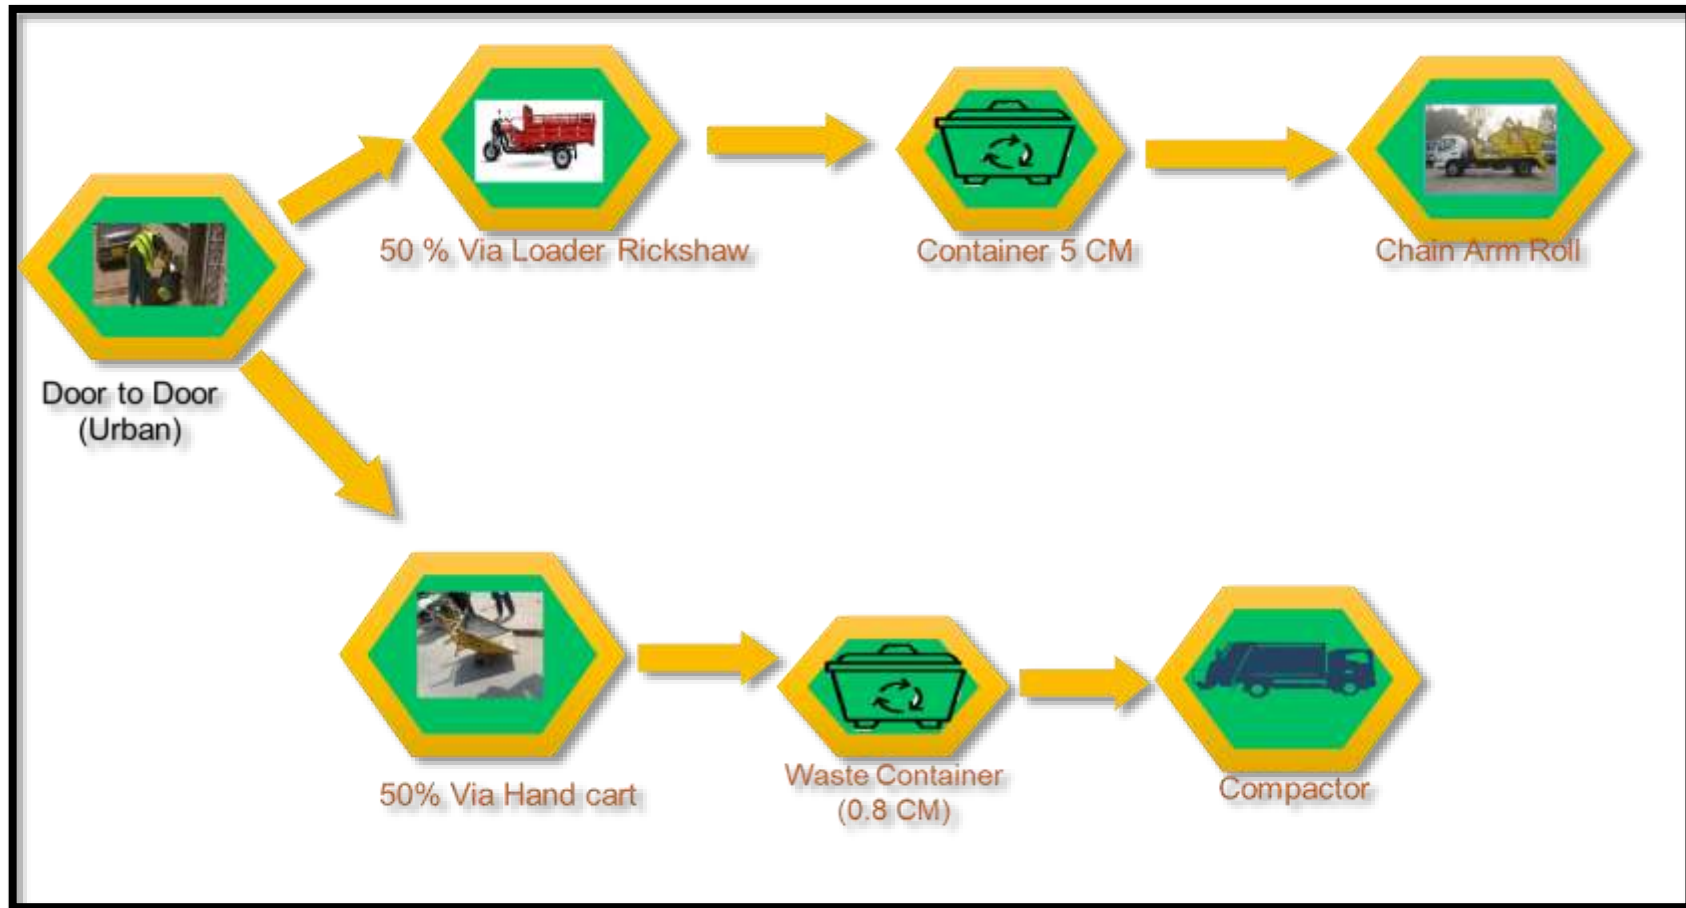 50 % Via Loader Rickshaw
Container 5 CM
Chain Arm Roll
Door to Door
(Urban)
50% Via Hand cart
Waste Container
(0.8 CM)
Compactor